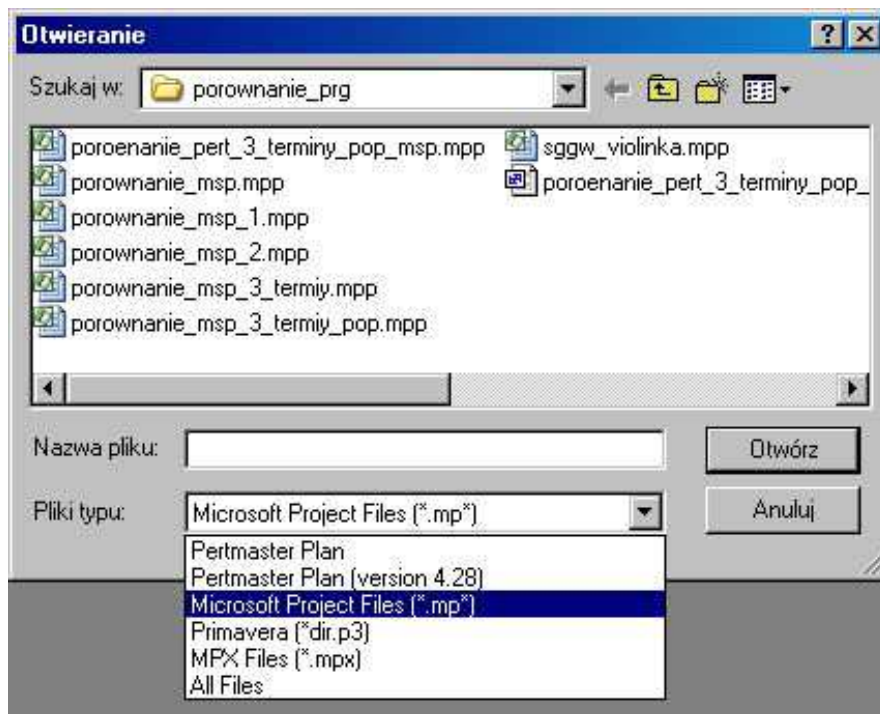 Otwieranie
Szukaj w: porownanie_prg
poroenanie_pert_3_terminy_pop_msp.mpp
porownanie_msp.mpp
porownanie_msp_1.mpp
porownanie_msp_2.mpp
porownanie_msp_3_termiy.mpp
porownanie_msp_3_termiy_pop.mpp
sggw_violinka.mpp
poroenanie_pert_3_terminy_pop_
Nazwa pliku:
Otwórz
Pliki typu: Microsoft Project Files (*.mp*)
Anuluj
Pertmaster Plan
Pertmaster Plan (version 4.28)
Microsoft Project Files (*.mp*)
Primavera (*dir.p3)
MPX Files (*.mpx)
All Files